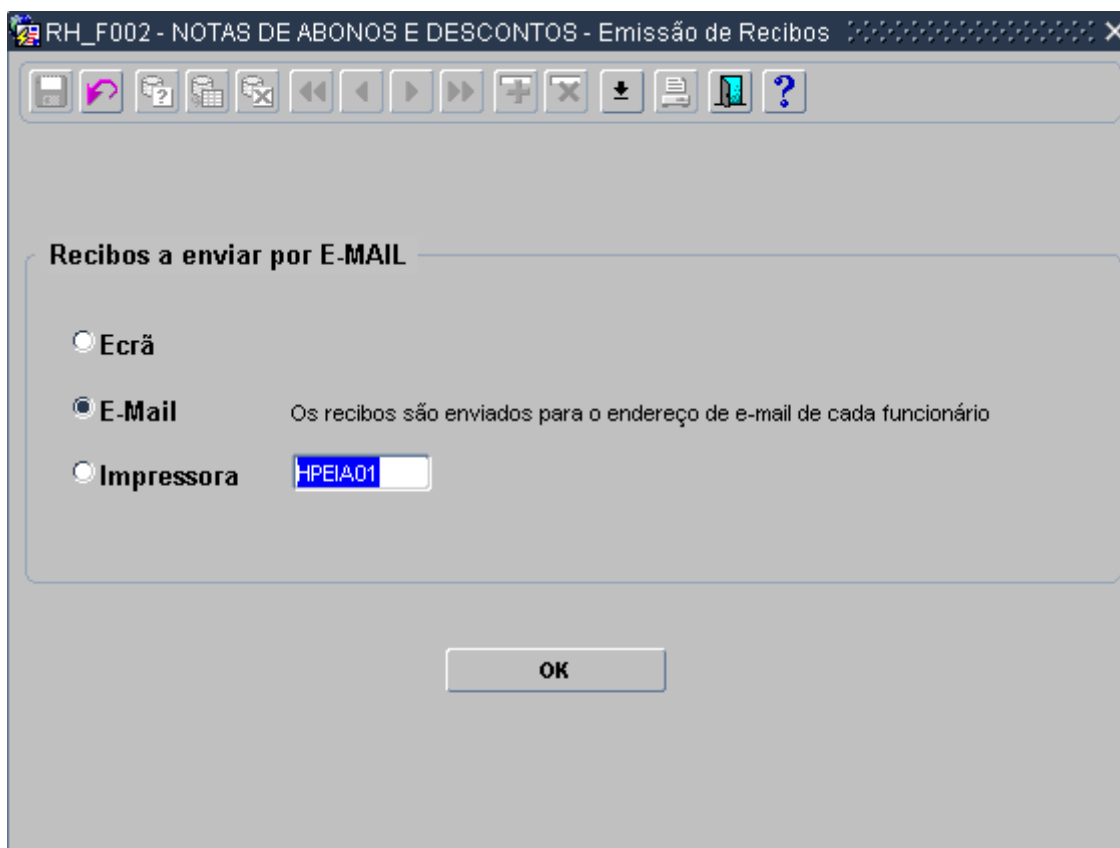 RH_F002 - NOTAS DE ABONOS E DESCONTOS - Emissão de Recibos
Recibos a enviar por E-MAIL
Ecrã
E-Mail Os recibos são enviados para o endereço de e-mail de cada funcionário
Impressora HPEIA01
OK